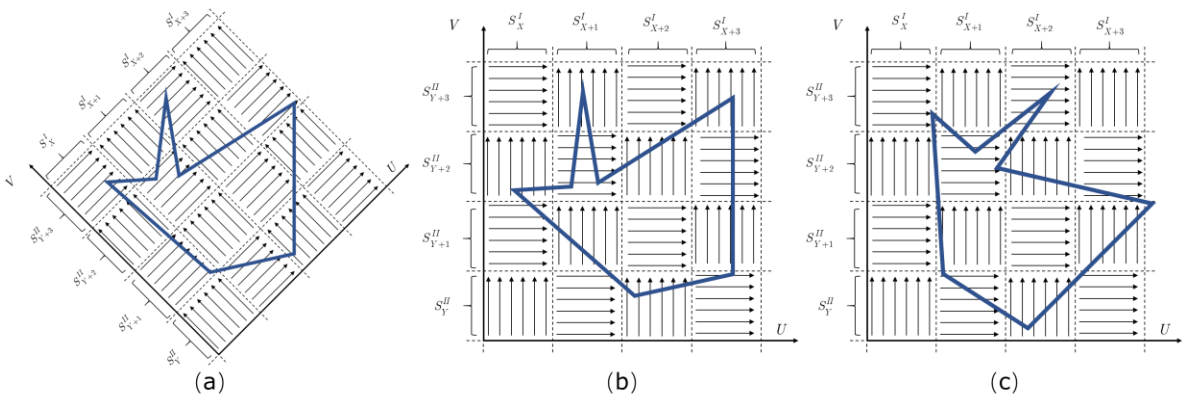 V
S^I_X
S^I_{X+1}
S^I_{X+2}
S^I_{X+3}
U
S^{II}_{Y+3}
S^{II}_{Y+2}
S^{II}_{Y+1}
S^{II}_Y
(a)
V
S^I_X
S^I_{X+1}
S^I_{X+2}
S^I_{X+3}
S^{II}_{Y+3}
S^{II}_{Y+2}
S^{II}_{Y+1}
S^{II}_Y
U
(b)
V
S^I_X
S^I_{X+1}
S^I_{X+2}
S^I_{X+3}
S^{II}_{Y+3}
S^{II}_{Y+2}
S^{II}_{Y+1}
S^{II}_Y
U
(c)